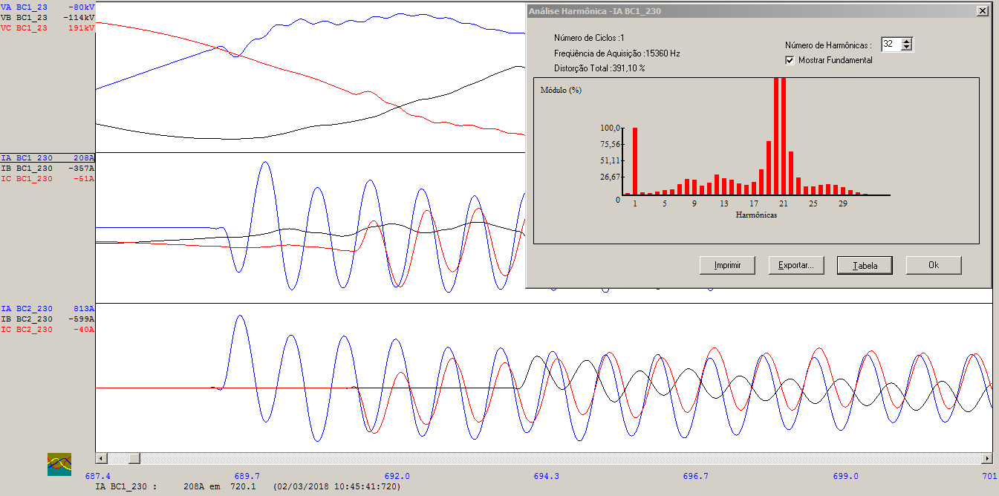 VA BC1_23 -80kV
VB BC1_23 -114kV
VC BC1_23 191kV
IA BC1_230 208A
IB BC1_230 -357A
IC BC1_230 -51A
IA BC2_230 813A
IB BC2_230 -599A
IC BC2_230 -40A
Análise Harmônica -IA BC1_230
Número de Ciclos :1
Freqüência de Aquisição :15360 Hz
Distorção Total :391,10 %
Número de Harmônicas : 32
Mostrar Fundamental
Módulo (%)
100,0
75,56
51,11
26,67
0
1 5 9 13 17 21 25 29
Harmônicas
Imprimir Exportar... Tabela Ok
687.4 689.7 692.0 694.3 696.7 699.0 701
IA BC1_230 : 208A em 720.1 (02/03/2018 10:45:41:720)